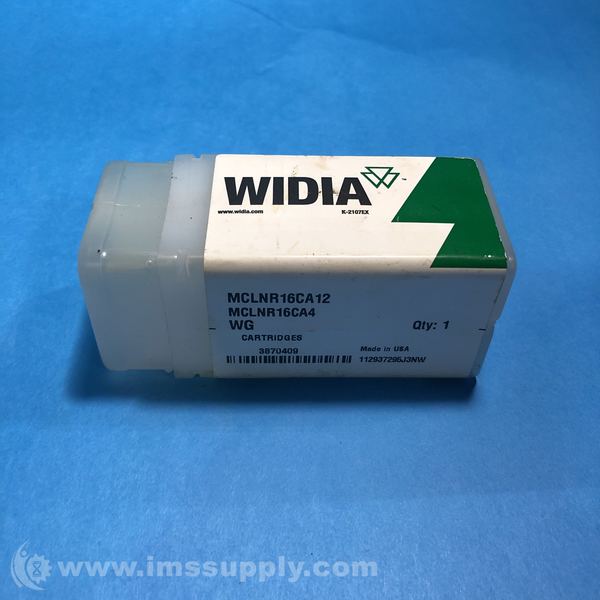 WIDIA
www.widia.com K-2107EX
MCLNR16CA12
MCLNR16CA4
WG Qty: 1
CARTRIDGES
3870409 Made in USA
112937295J3NW
www.imssupply.com